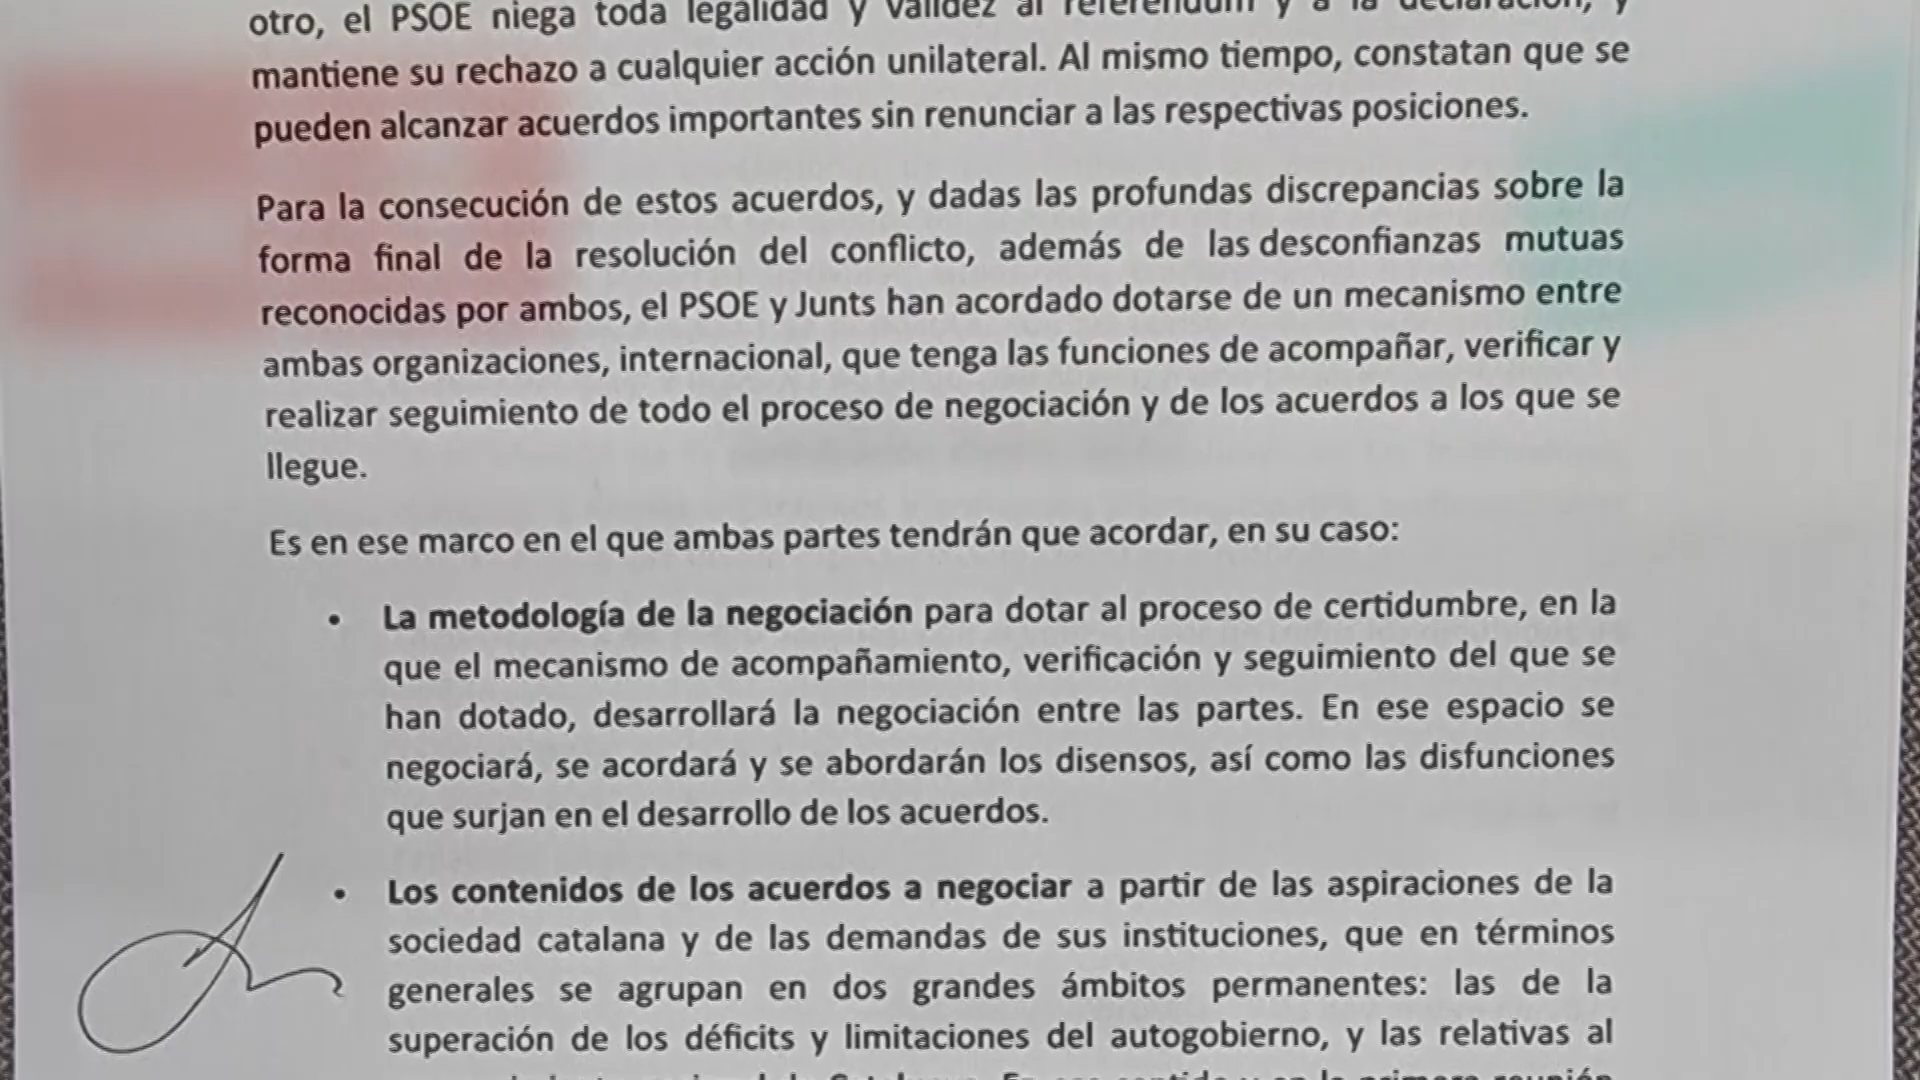 otro, el PSOE niega toda legalidad y validez al referéndum y a la declaración, y
mantiene su rechazo a cualquier acción unilateral. Al mismo tiempo, constatan que se
pueden alcanzar acuerdos importantes sin renunciar a las respectivas posiciones.
Para la consecución de estos acuerdos, y dadas las profundas discrepancias sobre la
forma final de la resolución del conflicto, además de las desconfianzas mutuas
reconocidas por ambos, el PSOE y Junts han acordado dotarse de un mecanismo entre
ambas organizaciones, internacional, que tenga las funciones de acompañar, verificar y
realizar seguimiento de todo el proceso de negociación y de los acuerdos a los que se
llegue.
Es en ese marco en el que ambas partes tendrán que acordar, en su caso:
• La metodología de la negociación para dotar al proceso de certidumbre, en la
que el mecanismo de acompañamiento, verificación y seguimiento del que se
han dotado, desarrollará la negociación entre las partes. En ese espacio se
negociará, se acordará y se abordarán los disensos, así como las disfunciones
que surjan en el desarrollo de los acuerdos.
• Los contenidos de los acuerdos a negociar a partir de las aspiraciones de la
sociedad catalana y de las demandas de sus instituciones, que en términos
generales se agrupan en dos grandes ámbitos permanentes: las de la
superación de los déficits y limitaciones del autogobierno, y las relativas al